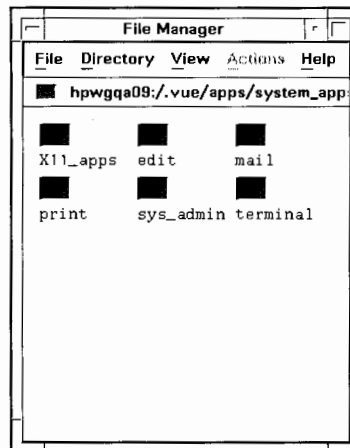 File Manager
File Directory View Actions Help
hpwgqa09:/.vue/apps/system_app
X11_apps edit mail
print sys_admin terminal